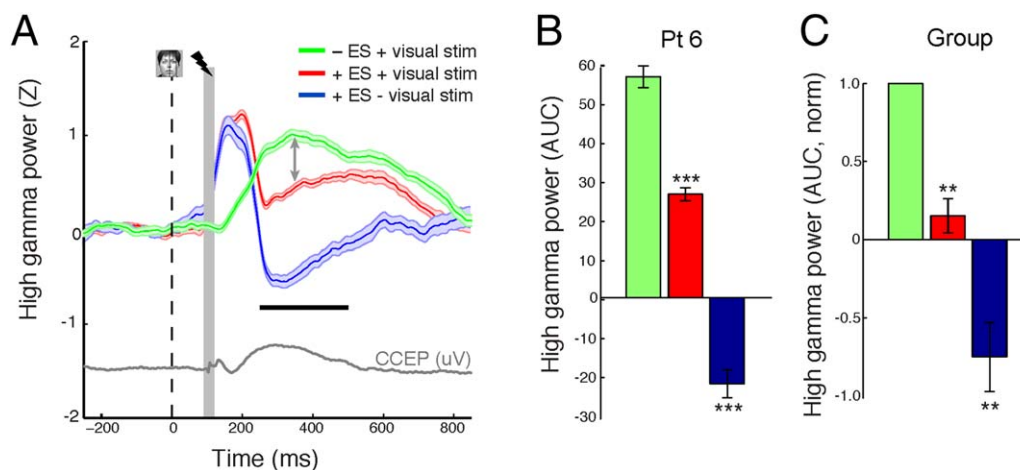 A
High gamma power (Z)
2
1
0
-1
-2
− ES + visual stim
+ ES + visual stim
+ ES - visual stim
CCEP (uV)
−200 0 200 400 600 800
Time (ms)
B
Pt 6
High gamma power (AUC)
60
50
40
30
20
10
0
-10
-20
-30
***
***
C
Group
High gamma power (AUC, norm)
1.0
0.5
0
-0.5
-1.0
**
**